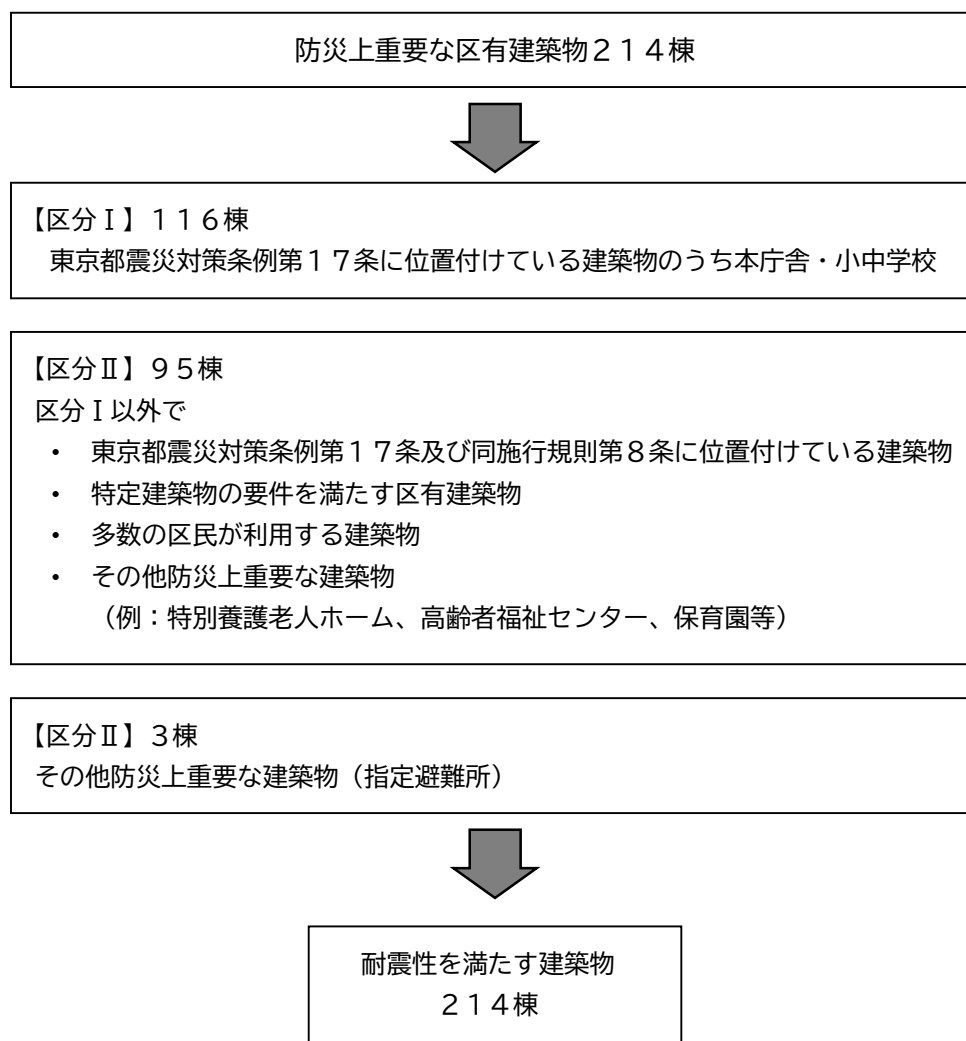 防災上重要な区有建築物２１４棟
【区分Ⅰ】１１６棟
東京都震災対策条例第１７条に位置付けている建築物のうち本庁舎・小中学校
【区分Ⅱ】９５棟
区分Ⅰ以外で
・ 東京都震災対策条例第１７条及び同施行規則第８条に位置付けている建築物
・ 特定建築物の要件を満たす区有建築物
・ 多数の区民が利用する建築物
・ その他防災上重要な建築物
（例：特別養護老人ホーム、高齢者福祉センター、保育園等）
【区分Ⅱ】３棟
その他防災上重要な建築物（指定避難所）
耐震性を満たす建築物
２１４棟